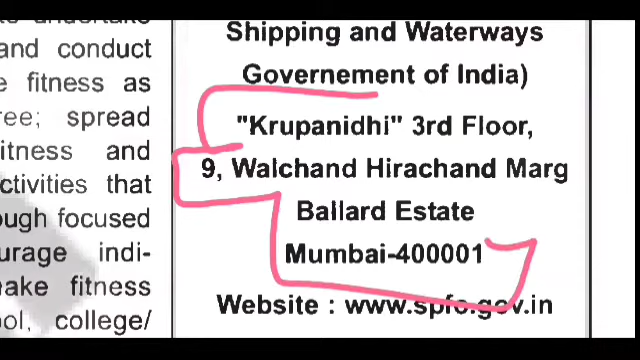 to undertake
and conduct
e fitness as
ree; spread
itness and
ctivities that
ough focused
urage indi-
ake fitness
ol, college/
Shipping and Waterways
Governement of India)
"Krupanidhi" 3rd Floor,
9, Walchand Hirachand Marg
Ballard Estate
Mumbai-400001
Website : www.spfo.gov.in